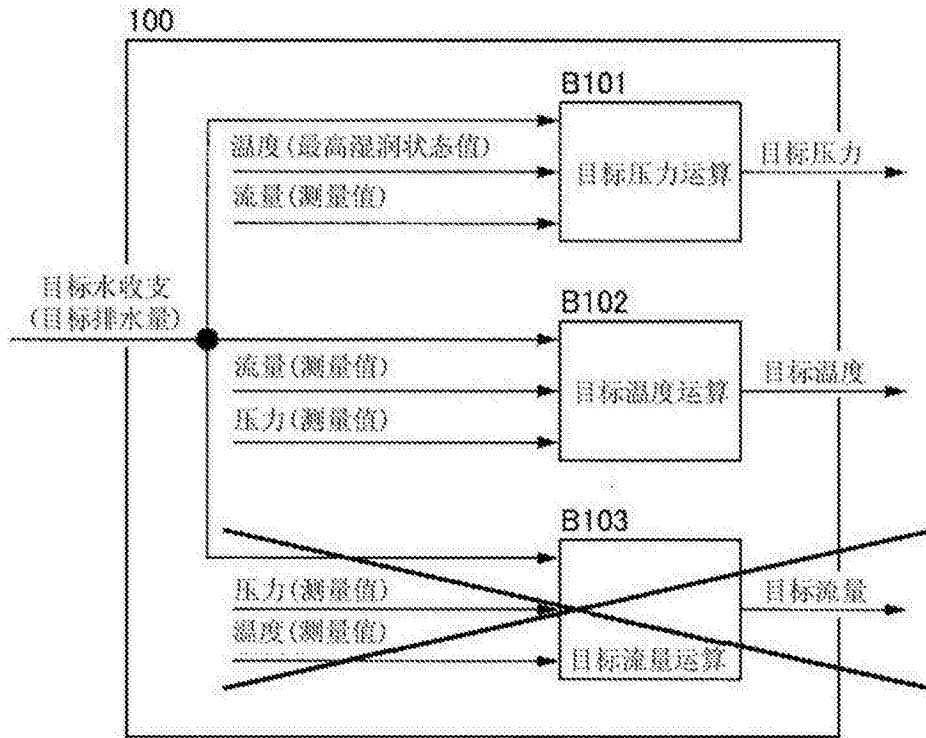 100
B101
温度(最高湿润状态值)
流量(测量值)
目标压力运算
目标压力
目标水收支
(目标排水量)
B102
流量(测量值)
压力(测量值)
目标温度运算
目标温度
B103
压力(测量值)
温度(测量值)
目标流量运算
目标流量